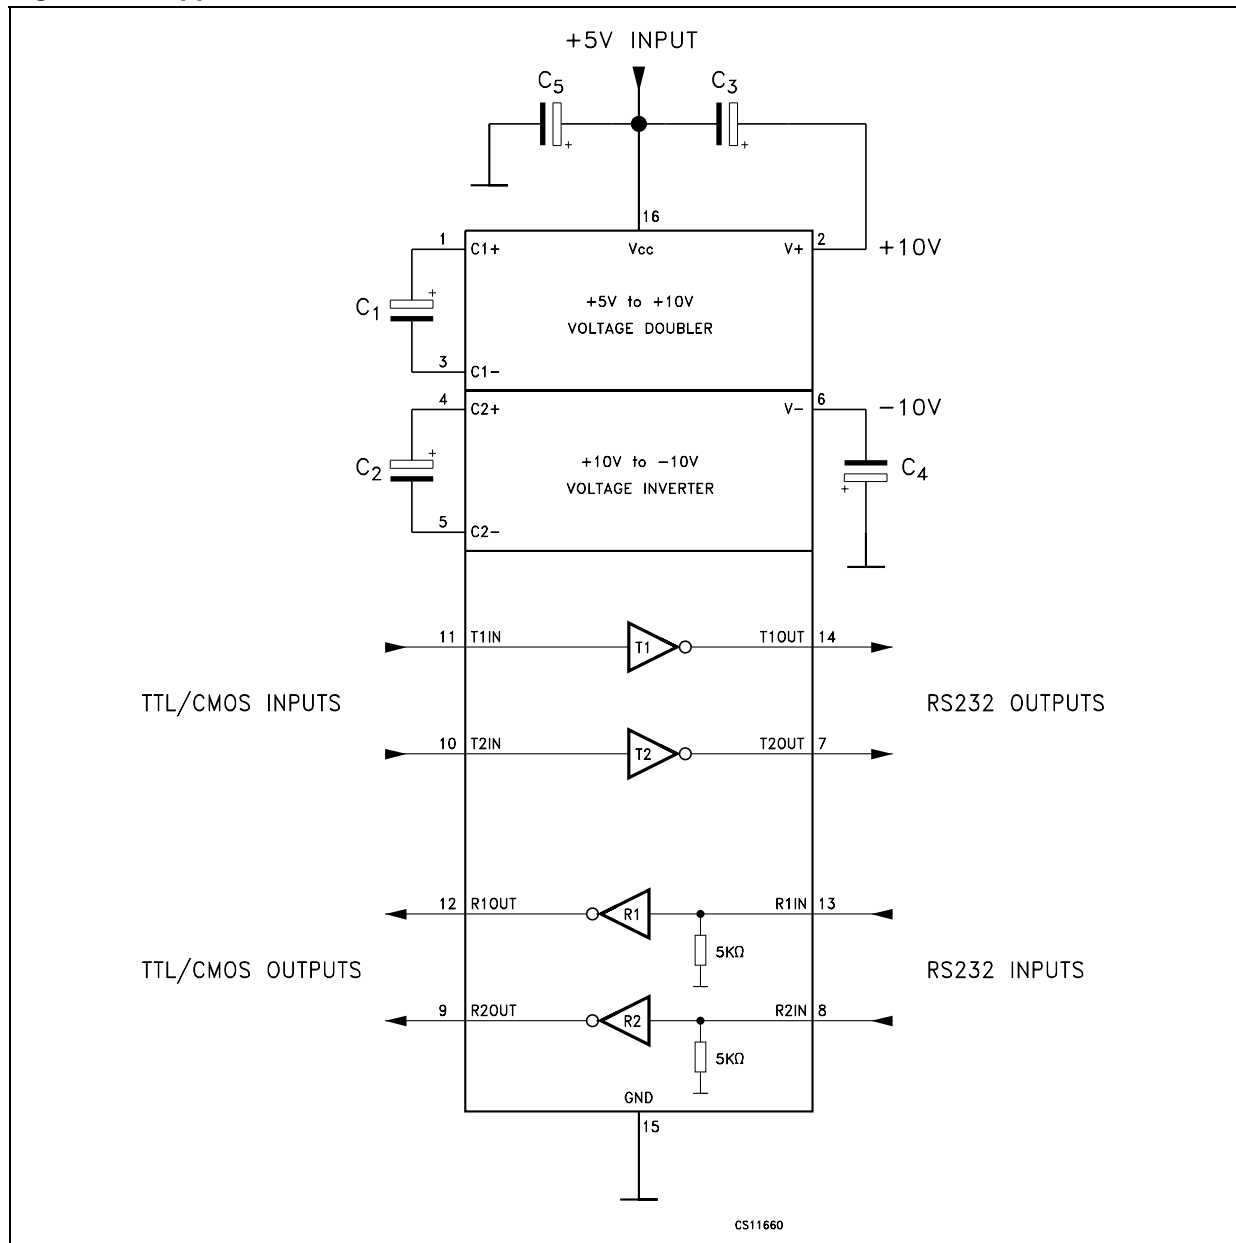 +5V INPUT
C5
C3
+
+
16
1
C1+
Vcc
V+
2
+10V
+
C1
+5V to +10V
VOLTAGE DOUBLER
3
C1-
4
C2+
V-
6
-10V
+
C2
+10V to -10V
VOLTAGE INVERTER
C4
+
5
C2-
11
T1IN
T1
T1OUT
14
TTL/CMOS INPUTS
RS232 OUTPUTS
10
T2IN
T2
T2OUT
7
12
R1OUT
R1
R1IN
13
5KΩ
TTL/CMOS OUTPUTS
RS232 INPUTS
9
R2OUT
R2
R2IN
8
5KΩ
GND
15
CS11660